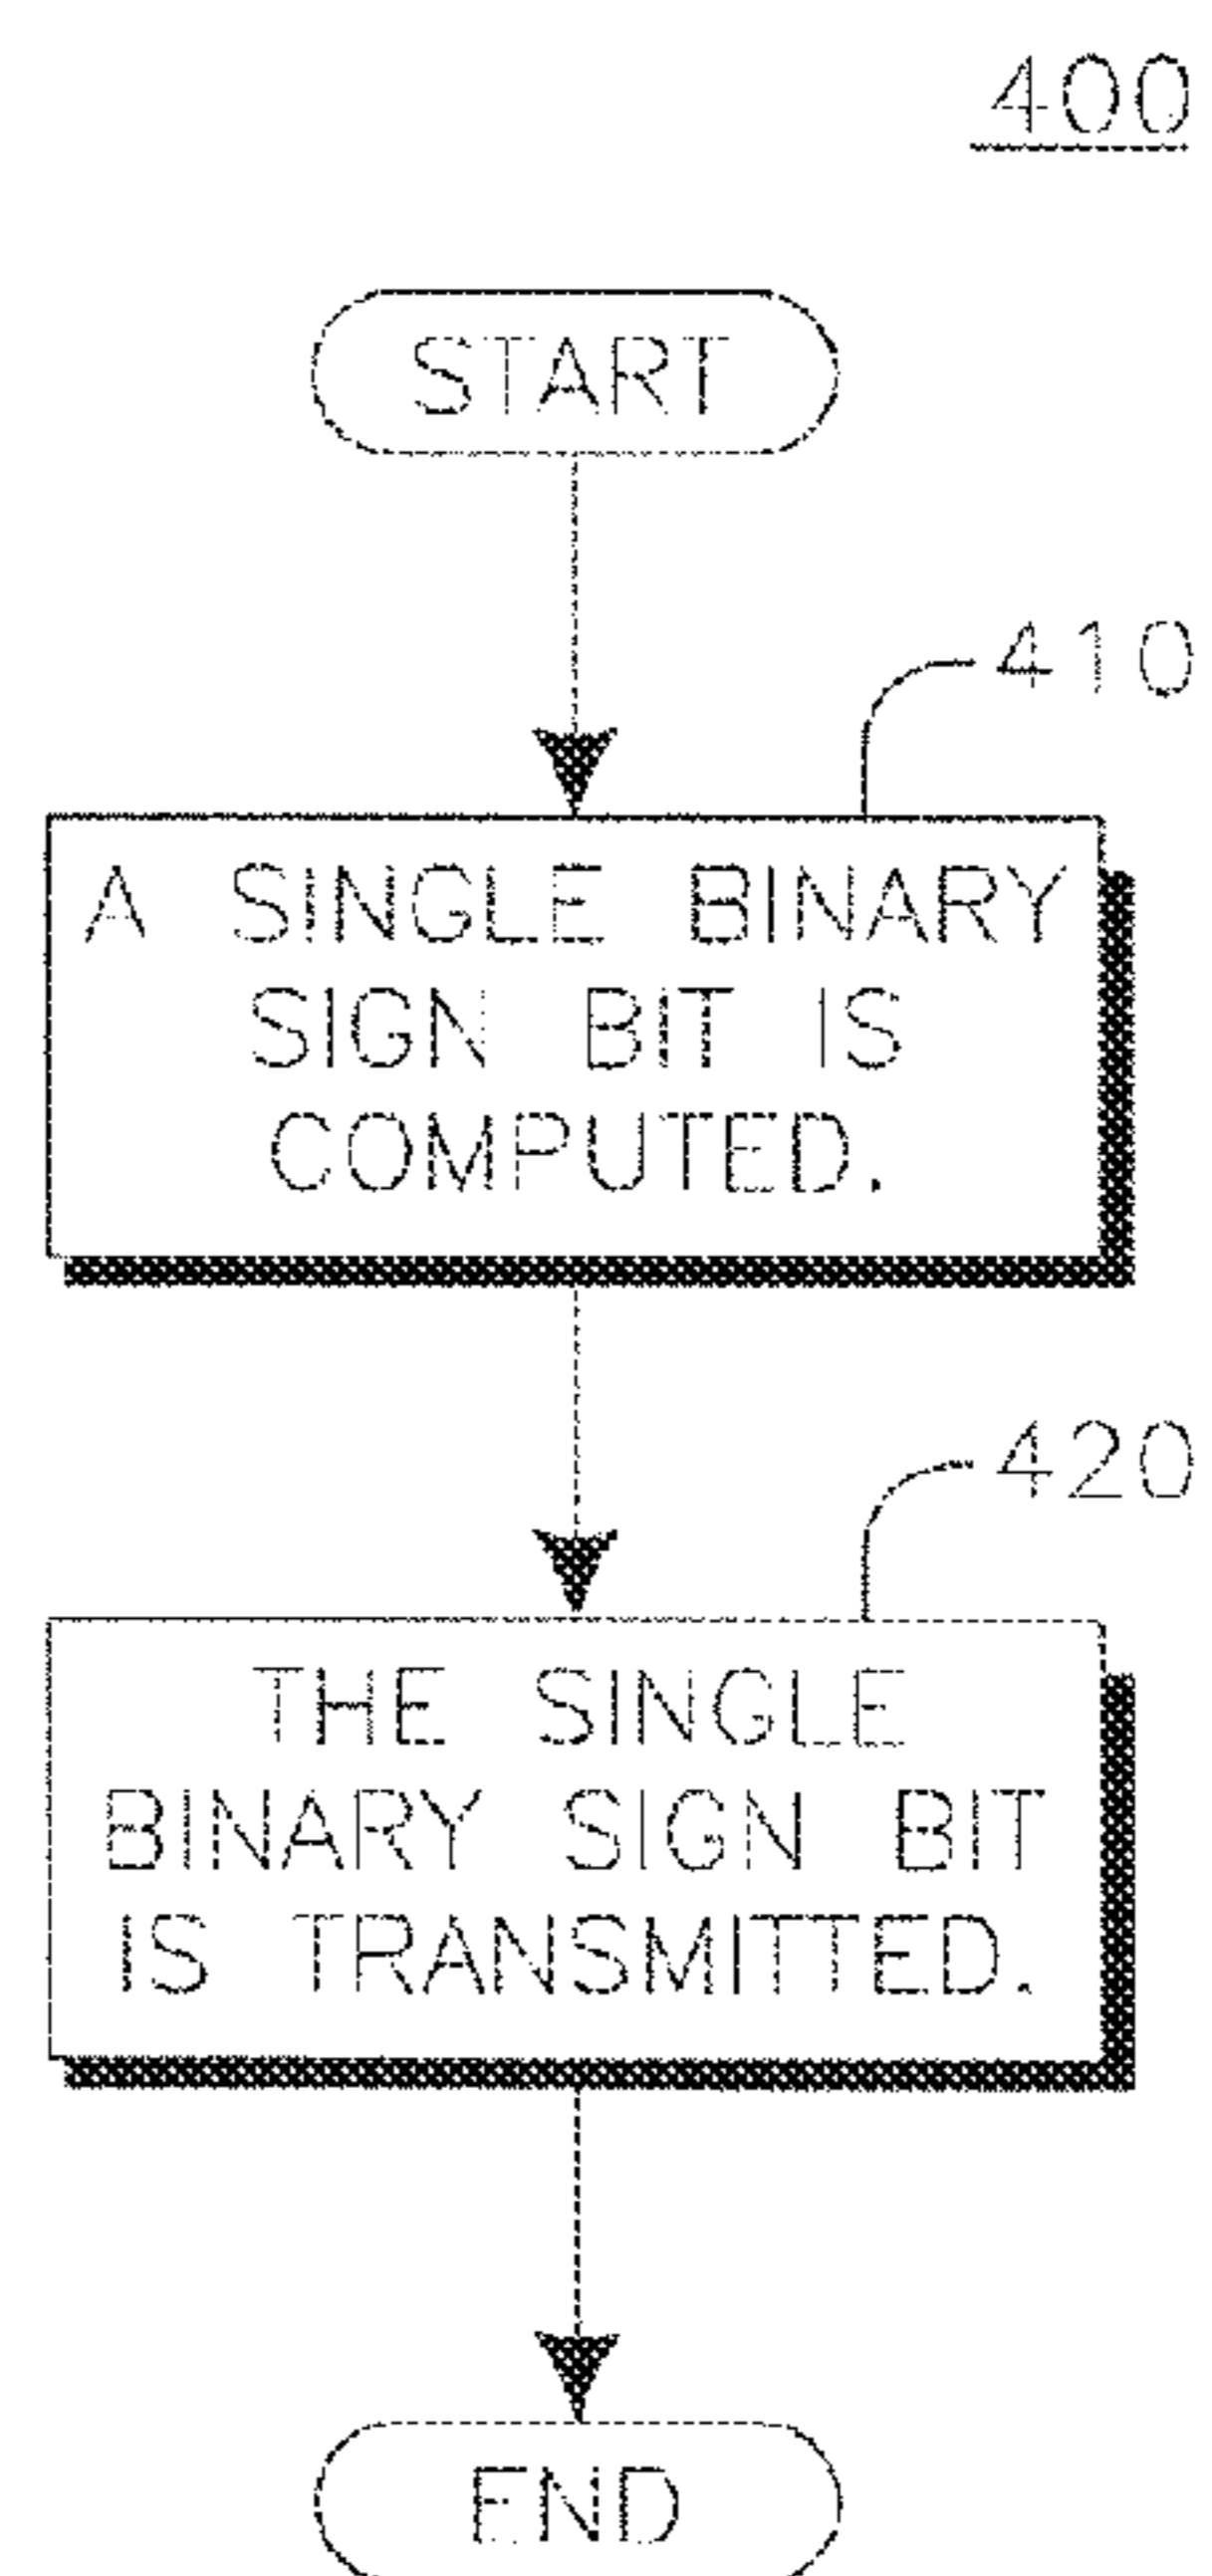 400
START
410
A SINGLE BINARY
SIGN BIT IS
COMPUTED.
420
THE SINGLE
BINARY SIGN BIT
IS TRANSMITTED.
END